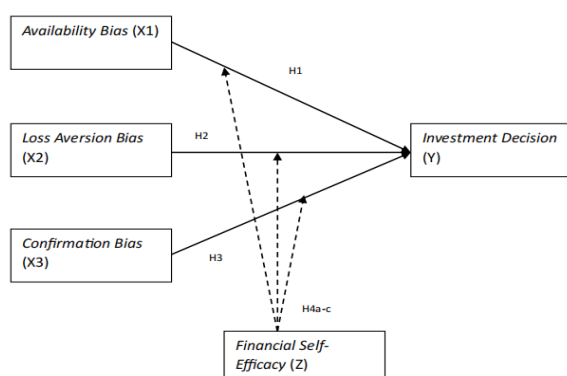 Availability Bias (X1)
H1
Loss Aversion Bias
(X2)
H2
Investment Decision
(Y)
Confirmation Bias
(X3)
H3
H4a-c
Financial Self-
Efficacy (Z)